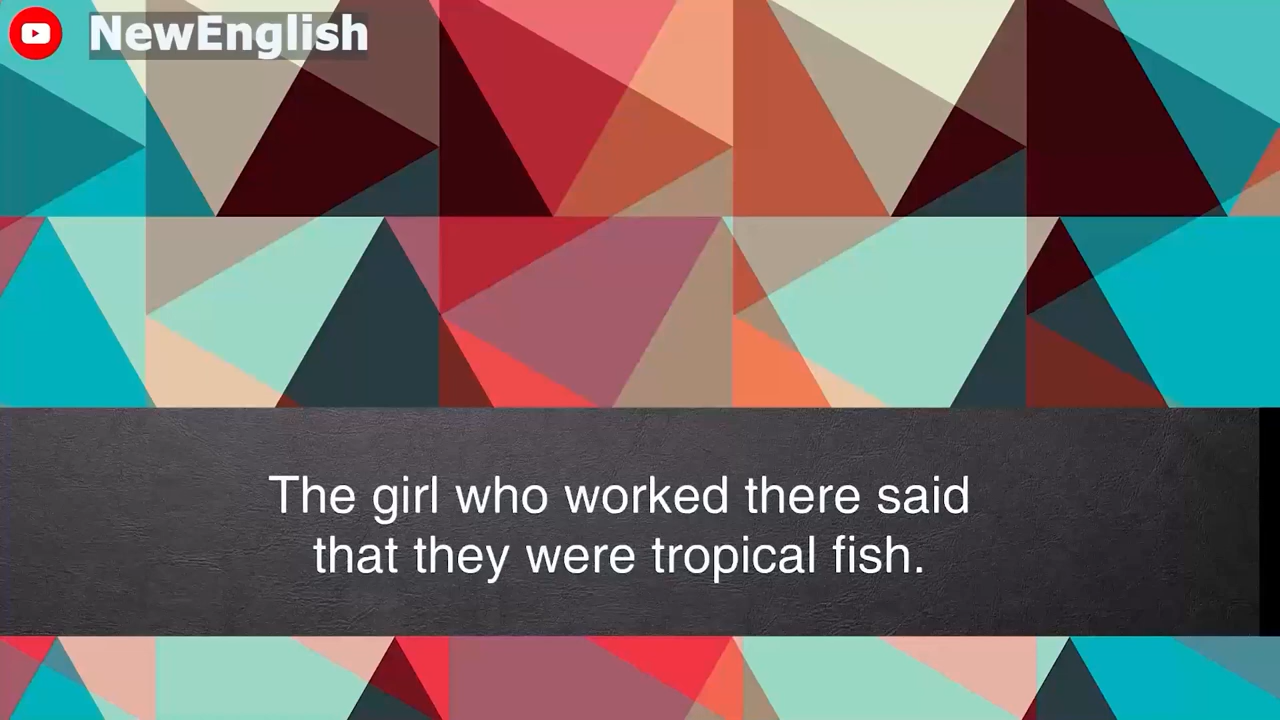 NewEnglish
The girl who worked there said
that they were tropical fish.